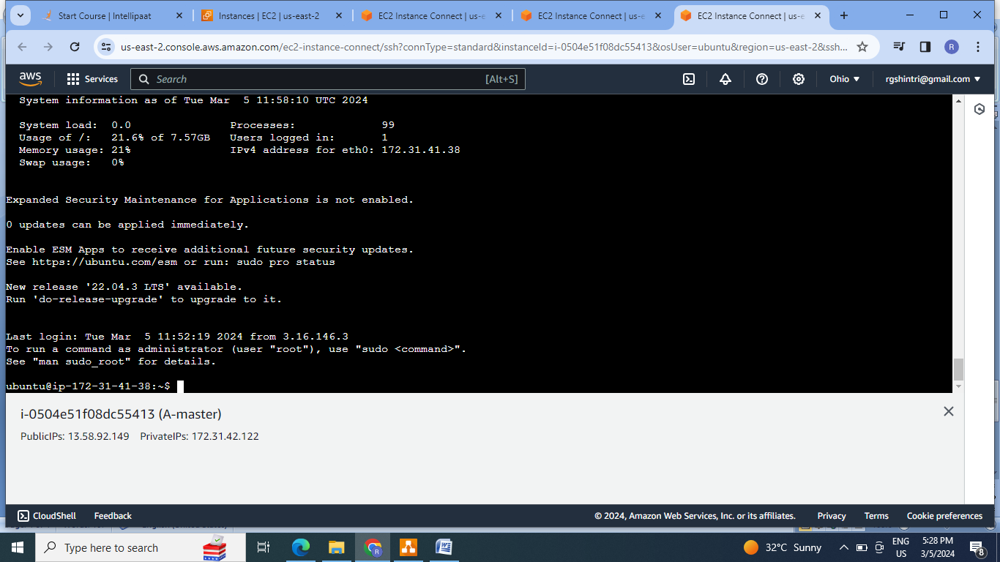 Start Course | Intellipaat
Instances | EC2 | us-east-2
EC2 Instance Connect | us-e
EC2 Instance Connect | us-e
EC2 Instance Connect | us-e
us-east-2.console.aws.amazon.com/ec2-instance-connect/ssh?connType=standard&instanceId=i-0504e51f08dc55413&osUser=ubuntu&region=us-east-2&ssh...
R
aws
Services
Search
[Alt+S]
Ohio
rgshintri@gmail.com
System information as of Tue Mar  5 11:58:10 UTC 2024
System load:  0.0                Processes:             99
Usage of /:   21.6% of 7.57GB   Users logged in:       1
Memory usage: 21%               IPv4 address for eth0: 172.31.41.38
Swap usage:   0%
Expanded Security Maintenance for Applications is not enabled.
0 updates can be applied immediately.
Enable ESM Apps to receive additional future security updates.
See https://ubuntu.com/esm or run: sudo pro status
New release '22.04.3 LTS' available.
Run 'do-release-upgrade' to upgrade to it.
Last login: Tue Mar  5 11:52:19 2024 from 3.16.146.3
To run a command as administrator (user "root"), use "sudo <command>".
See "man sudo_root" for details.
ubuntu@ip-172-31-41-38:~$
i-0504e51f08dc55413 (A-master)
PublicIPs: 13.58.92.149 PrivateIPs: 172.31.42.122
CloudShell
Feedback
© 2024, Amazon Web Services, Inc. or its affiliates.
Privacy
Terms
Cookie preferences
Type here to search
R
32°C Sunny
ENG
US
5:28 PM
3/5/2024
8